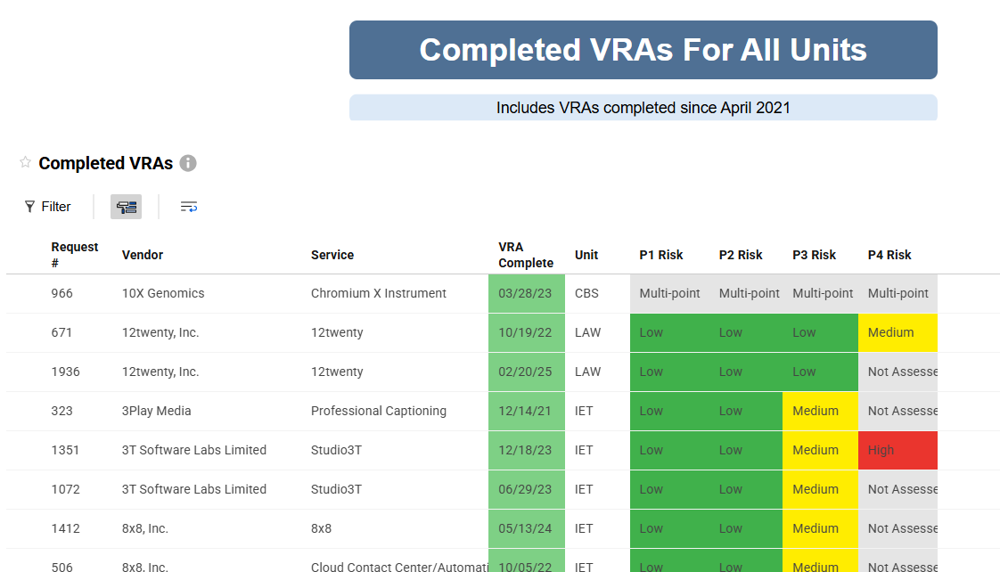 Completed VRAs For All Units
Includes VRAs completed since April 2021
Completed VRAs
Filter
Request # Vendor Service VRA Complete Unit P1 Risk P2 Risk P3 Risk P4 Risk
966 10X Genomics Chromium X Instrument 03/28/23 CBS Multi-point Multi-point Multi-point Multi-point
671 12twenty, Inc. 12twenty 10/19/22 LAW Low Low Low Medium
1936 12twenty, Inc. 12twenty 02/20/25 LAW Low Low Low Not Assesse
323 3Play Media Professional Captioning 12/14/21 IET Low Low Medium Not Assesse
1351 3T Software Labs Limited Studio3T 12/18/23 IET Low Low Medium High
1072 3T Software Labs Limited Studio3T 06/29/23 IET Low Low Medium Not Assesse
1412 8x8, Inc. 8x8 05/13/24 IET Low Low Medium Not Assesse
506 8x8, Inc. Cloud Contact Center/Automati 10/05/22 IET Low Low Medium Not Assesse